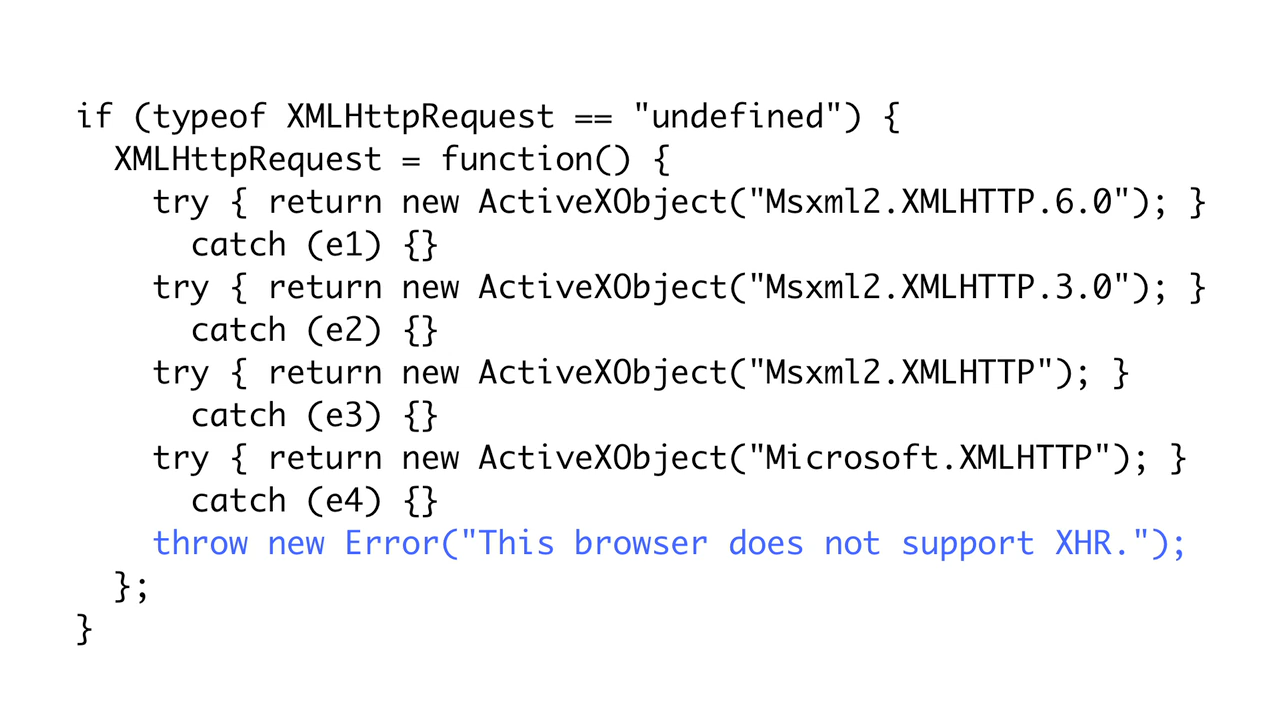 if (typeof XMLHttpRequest == "undefined") {
  XMLHttpRequest = function() {
    try { return new ActiveXObject("Msxml2.XMLHTTP.6.0"); }
      catch (e1) {}
    try { return new ActiveXObject("Msxml2.XMLHTTP.3.0"); }
      catch (e2) {}
    try { return new ActiveXObject("Msxml2.XMLHTTP"); }
      catch (e3) {}
    try { return new ActiveXObject("Microsoft.XMLHTTP"); }
      catch (e4) {}
    throw new Error("This browser does not support XHR.");
  };
}